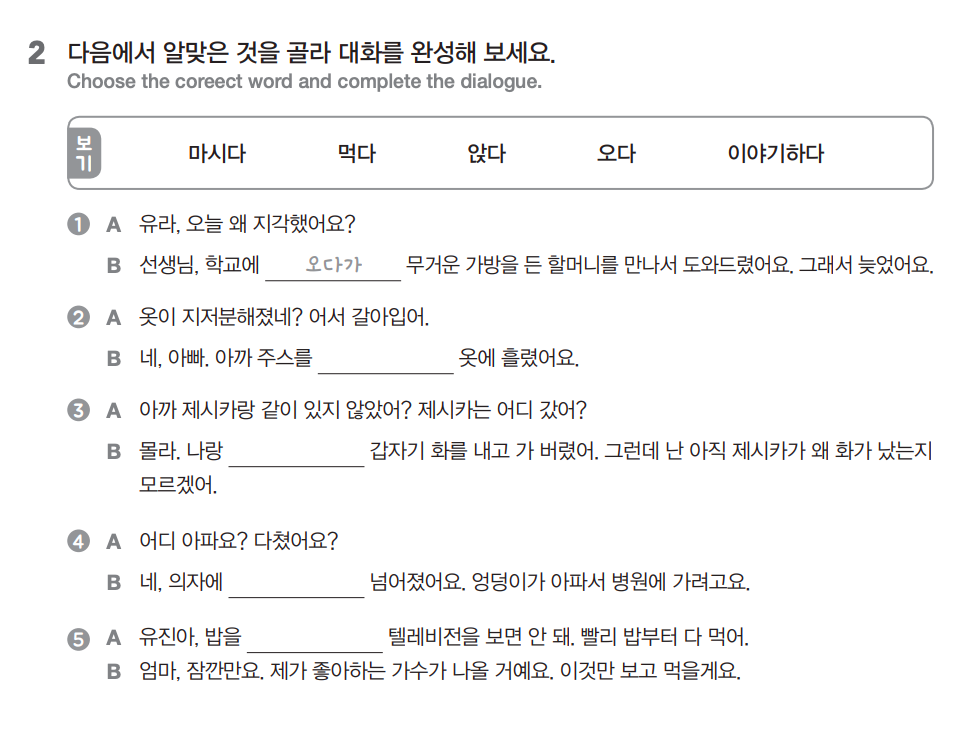 2 다음에서 알맞은 것을 골라 대화를 완성해 보세요.
Choose the coreect word and complete the dialogue.
보기 마시다 먹다 앉다 오다 이야기하다
1 A 유라, 오늘 왜 지각했어요?
B 선생님, 학교에 오다가 무거운 가방을 든 할머니를 만나서 도와드렸어요. 그래서 늦었어요.
2 A 옷이 지저분해졌네? 어서 갈아입어.
B 네, 아빠. 아까 주스를 ____________ 옷에 흘렸어요.
3 A 아까 제시카랑 같이 있지 않았어? 제시카는 어디 갔어?
B 몰라. 나랑 ____________ 갑자기 화를 내고 가 버렸어. 그런데 난 아직 제시카가 왜 화가 났는지
모르겠어.
4 A 어디 아파요? 다쳤어요?
B 네, 의자에 ____________ 넘어졌어요. 엉덩이가 아파서 병원에 가려고요.
5 A 유진아, 밥을 ____________ 텔레비전을 보면 안 돼. 빨리 밥부터 다 먹어.
B 엄마, 잠깐만요. 제가 좋아하는 가수가 나올 거예요. 이것만 보고 먹을게요.